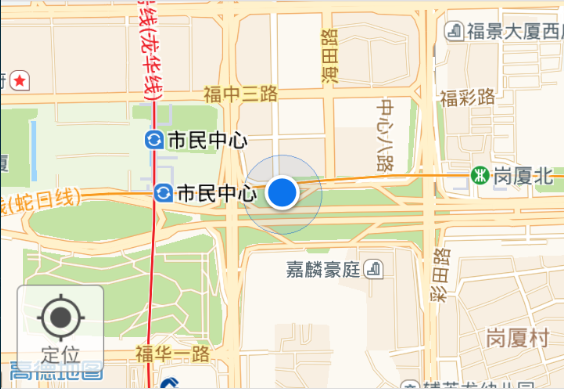 号线(龙华线)
海田路
福景大厦西
福中三路
福彩路
中心八路
市民中心
厦
市民中心
岗厦北
线(蛇口线)
嘉麟豪庭
彩田路
定位
岗厦村
福华一路
高德地图